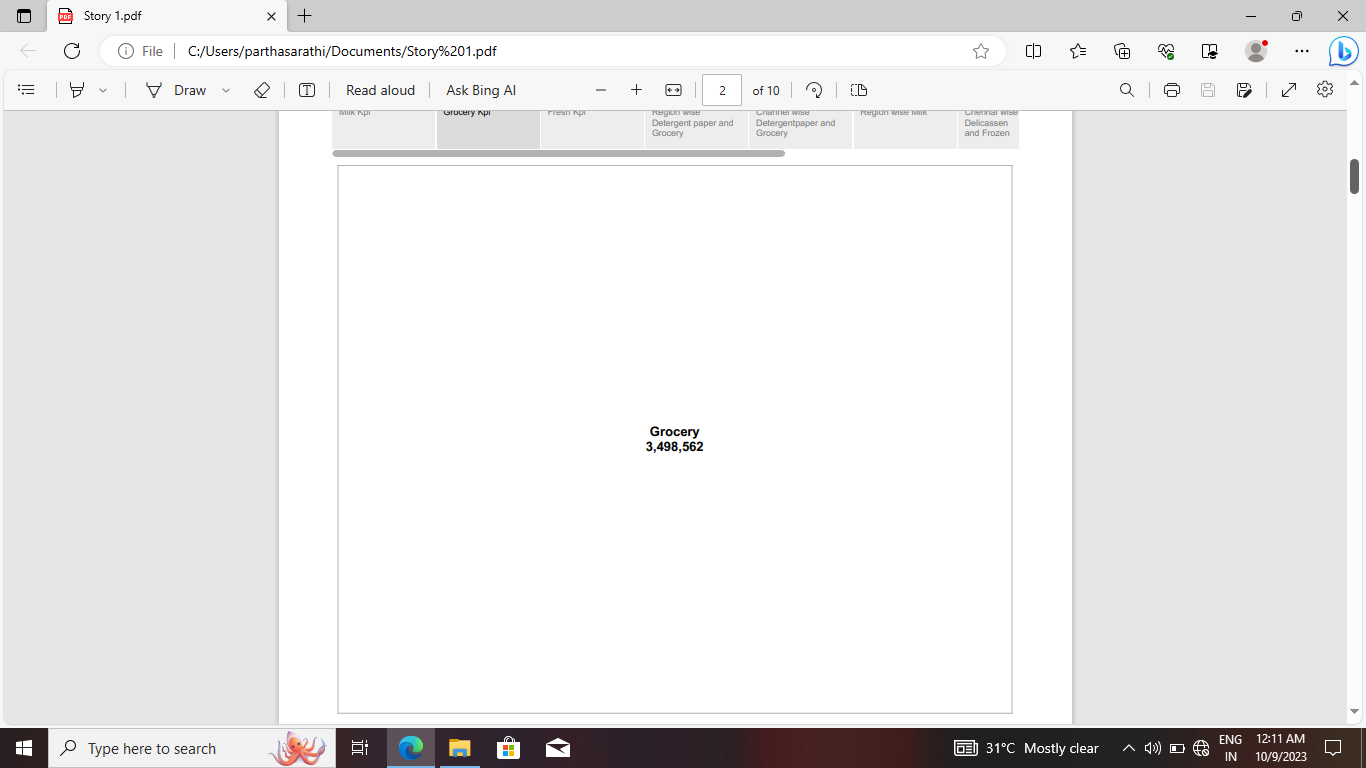 Story 1.pdf
File
C:/Users/parthasarathi/Documents/Story%201.pdf
Draw
Read aloud
Ask Bing AI
2 of 10
Milk Kpi
Grocery Kpi
Fresh Kpi
Region wise
Detergent paper and
Grocery
Channel wise
Detergentpaper and
Grocery
Region wise Milk
Chennal wise
Delicassen
and Frozen
Grocery
3,498,562
Type here to search
31°C Mostly clear
ENG
IN
12:11 AM
10/9/2023